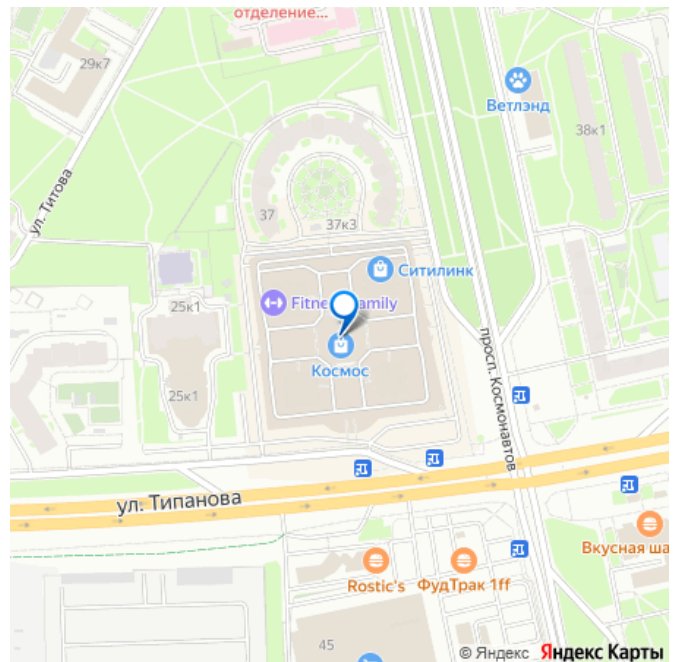 отделение...
29к7
Ветлэнд
38к1
ул. Титова
37
37к3
Ситилинк
Fitne Family
25к1
просп. Космонавтов
Космос
25к1
ул. Типанова
Вкусная ша
Rostic's
ФудТрак 1ff
45
© Яндекс Яндекс Карты